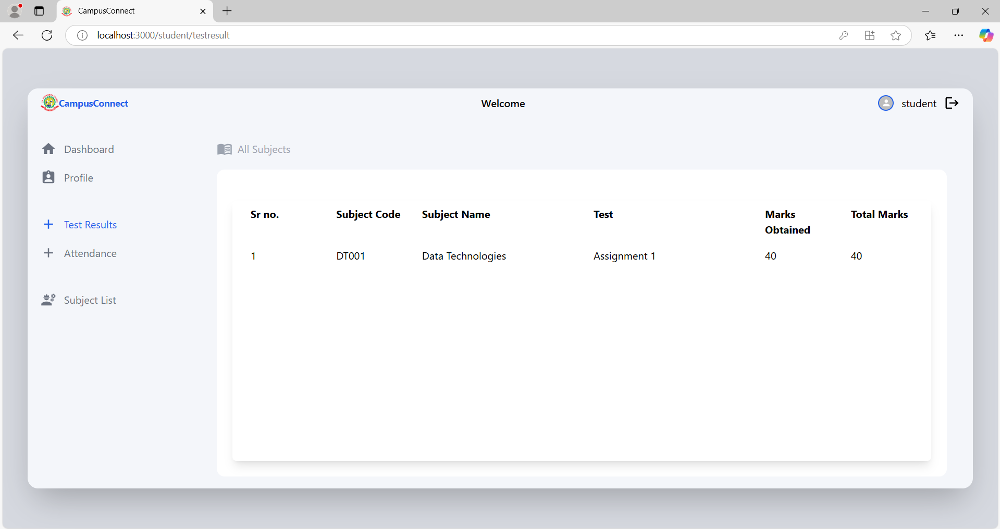 CampusConnect
localhost:3000/student/testresult
CampusConnect
Welcome
student
Dashboard
Profile
Test Results
Attendance
Subject List
All Subjects
Sr no. Subject Code Subject Name Test Marks Obtained Total Marks
1 DT001 Data Technologies Assignment 1 40 40